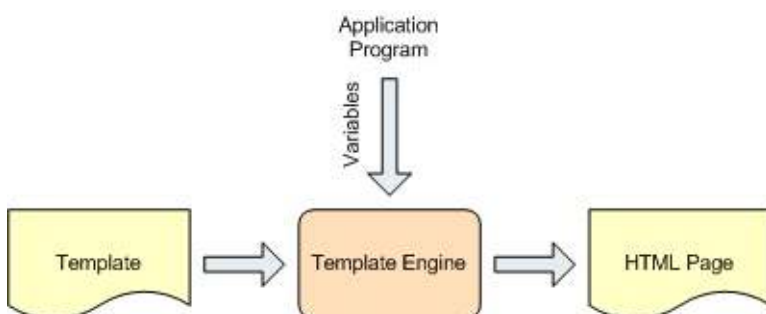 Application
Program
Variables
Template
Template Engine
HTML Page